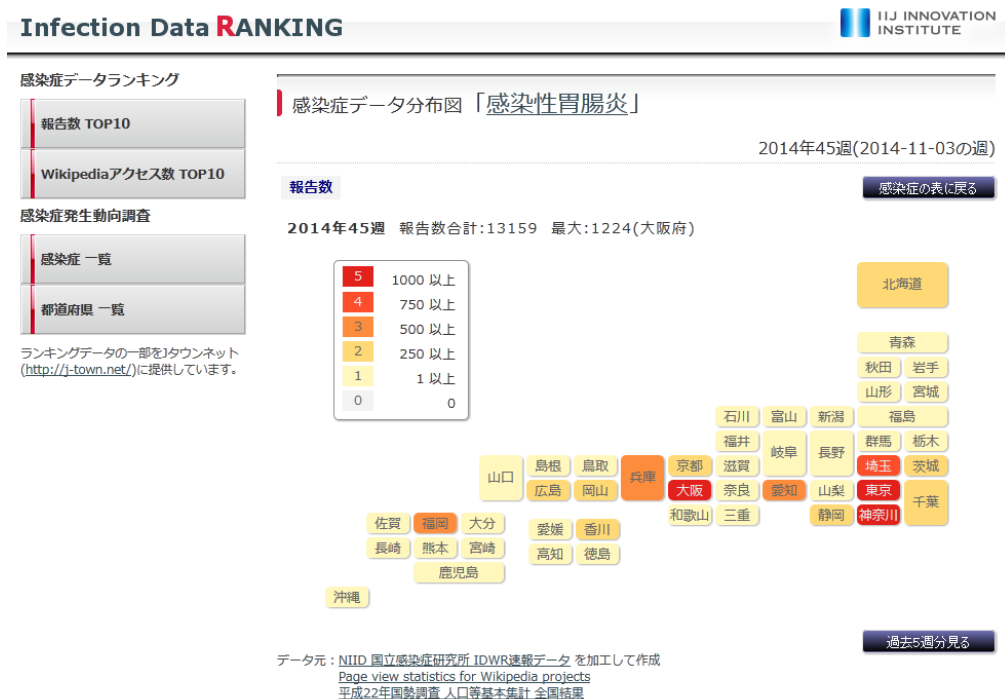 Infection Data RANKING
IIJ INNOVATION
INSTITUTE
感染症データランキング
報告数 TOP10
Wikipediaアクセス数 TOP10
感染症発生動向調査
感染症 一覧
都道府県 一覧
ランキングデータの一部をJタウンネット
(http://j-town.net/)に提供しています。
感染症データ分布図「感染性胃腸炎」
2014年45週(2014-11-03の週)
報告数
感染症の表に戻る
2014年45週 報告数合計:13159 最大:1224(大阪府)
5 1000 以上
4 750 以上
3 500 以上
2 250 以上
1 1 以上
0 0
北海道
青森
秋田 岩手
山形 宮城
石川 富山 新潟 福島
福井 岐阜 長野 群馬 栃木
山口 島根 鳥取 兵庫 京都 滋賀 埼玉 茨城
広島 岡山 大阪 奈良 愛知 山梨 東京 千葉
和歌山 三重 静岡 神奈川
佐賀 福岡 大分 愛媛 香川
長崎 熊本 宮崎 高知 徳島
鹿児島
沖縄
過去5週分見る
データ元：NIID 国立感染症研究所 IDWR速報データ を加工して作成
Page view statistics for Wikipedia projects
平成22年国勢調査 人口等基本集計 全国結果